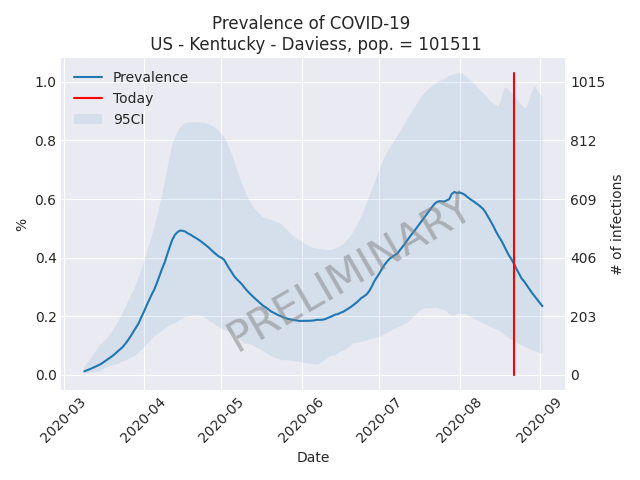 Prevalence of COVID-19
US - Kentucky - Daviess, pop. = 101511
Prevalence
Today
95CI
PRELIMINARY
%
1.0
0.8
0.6
0.4
0.2
0.0
1015
812
609
406
203
0
# of infections
2020-03
2020-04
2020-05
2020-06
2020-07
2020-08
2020-09
Date